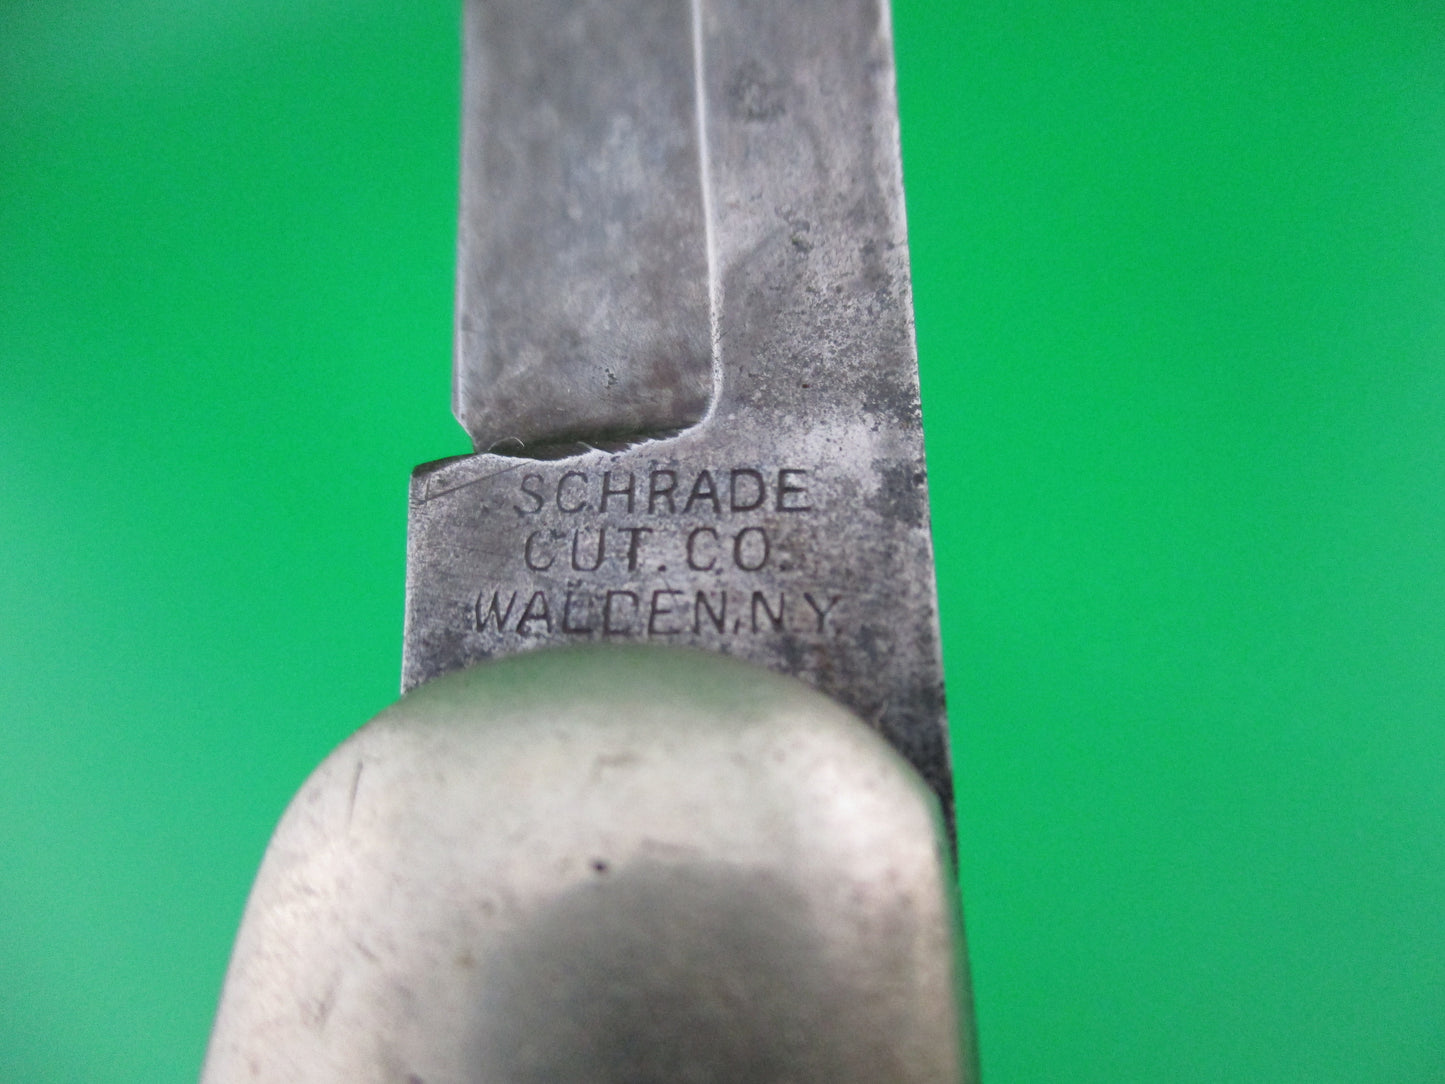 SCHRADE
CUT. CO.
WALDEN, N.Y.